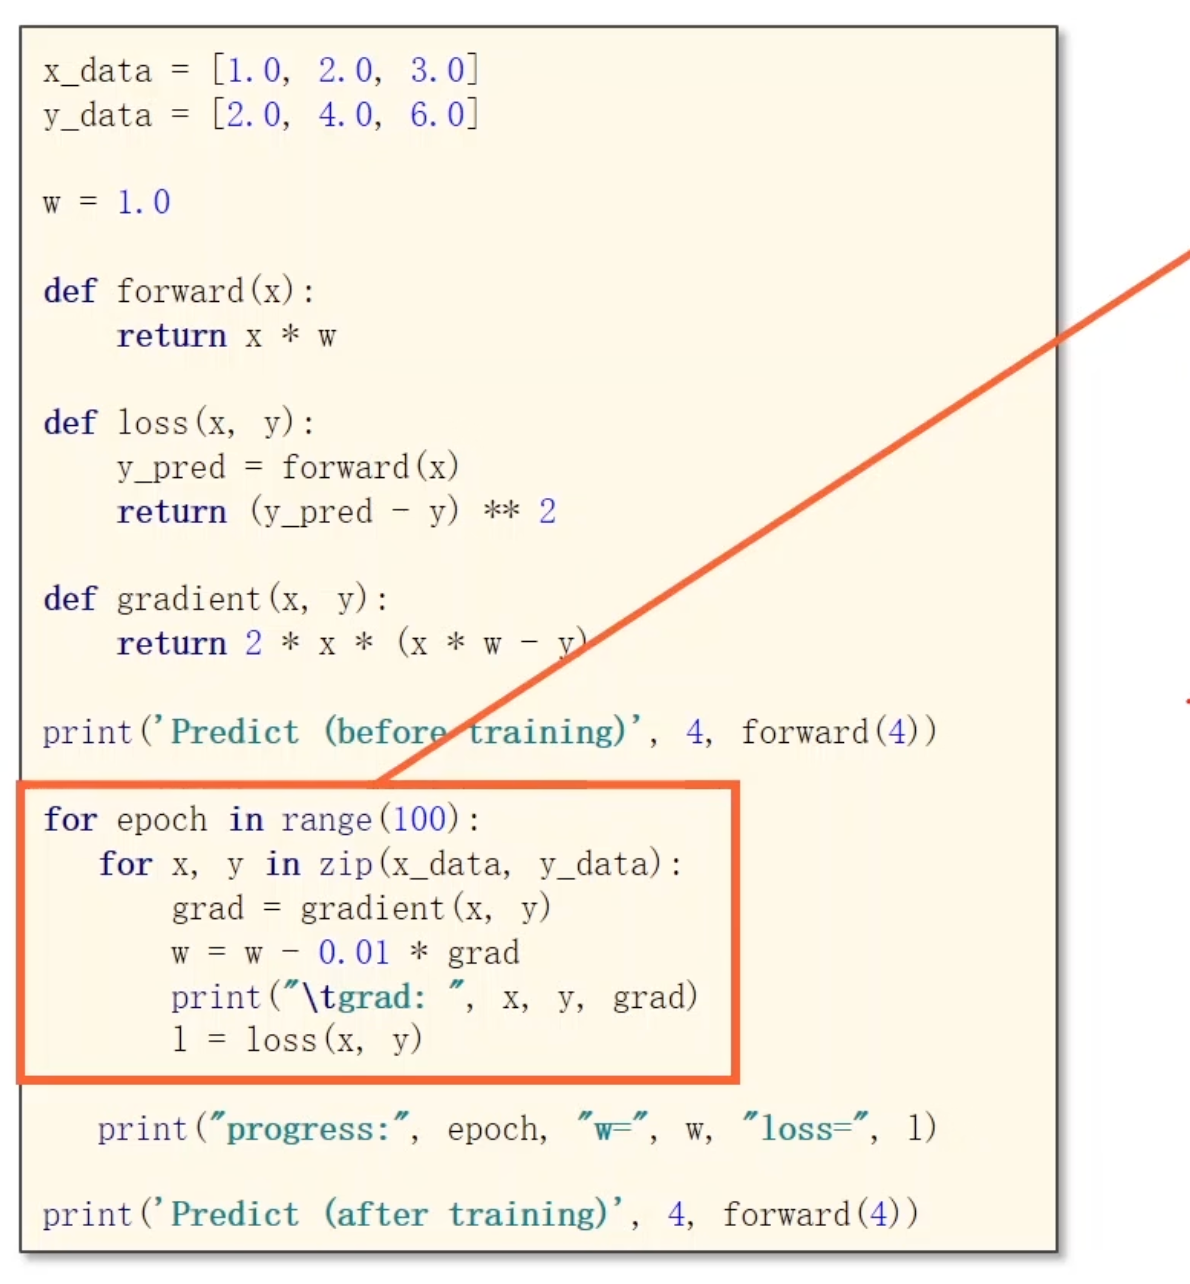 x_data = [1.0, 2.0, 3.0]
y_data = [2.0, 4.0, 6.0]
w = 1.0
def forward(x):
    return x * w
def loss(x, y):
    y_pred = forward(x)
    return (y_pred - y) ** 2
def gradient(x, y):
    return 2 * x * (x * w - y)
print('Predict (before training)', 4, forward(4))
for epoch in range(100):
   for x, y in zip(x_data, y_data):
       grad = gradient(x, y)
       w = w - 0.01 * grad
       print("\tgrad: ", x, y, grad)
       l = loss(x, y)
   print("progress:", epoch, "w=", w, "loss=", l)
print('Predict (after training)', 4, forward(4))